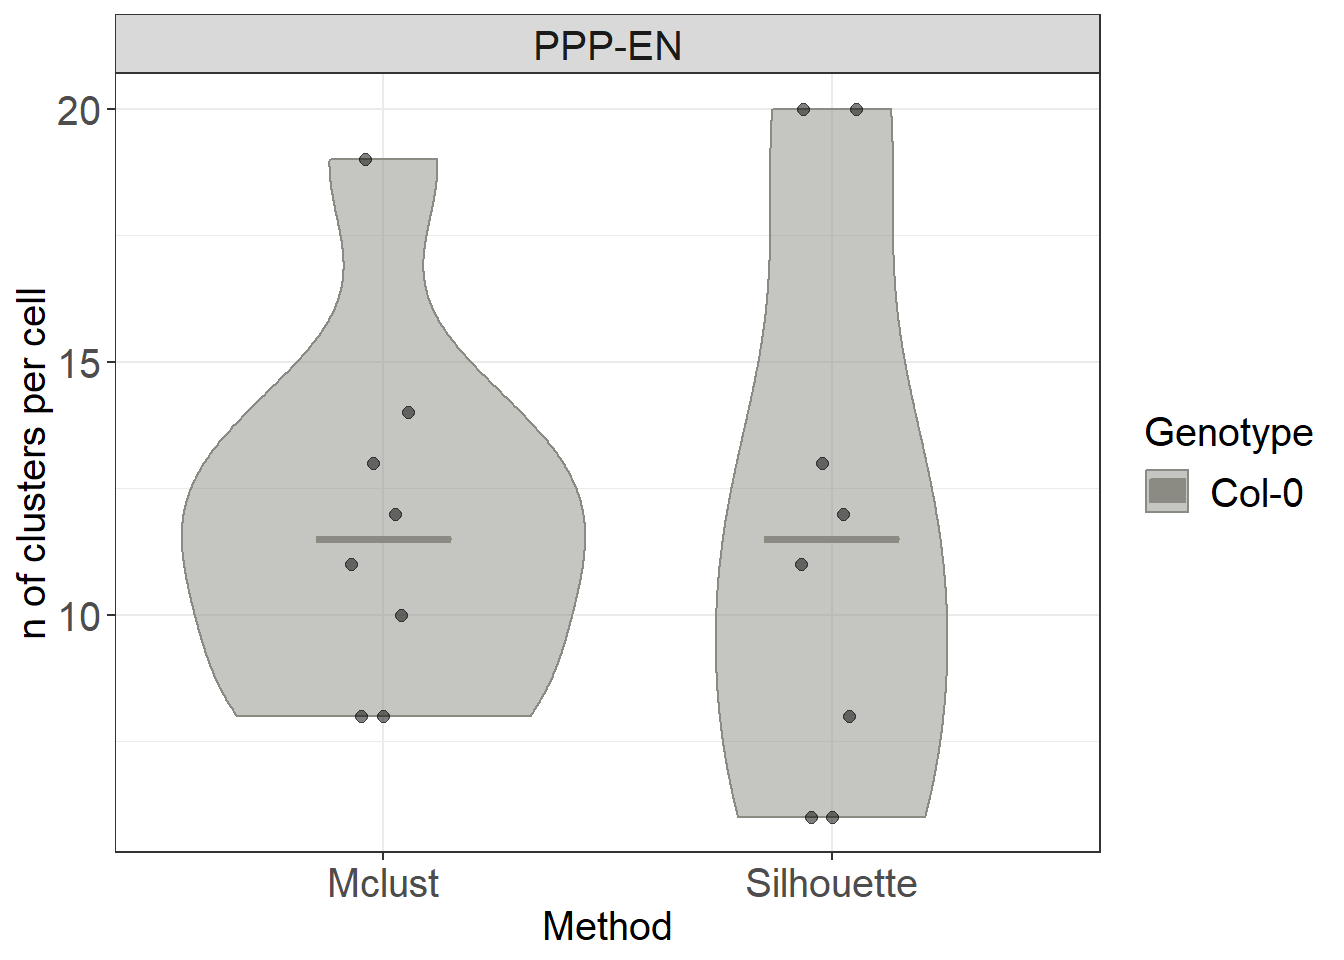 PPP-EN
20
15
10
n of clusters per cell
Mclust
Silhouette
Method
Genotype
Col-0